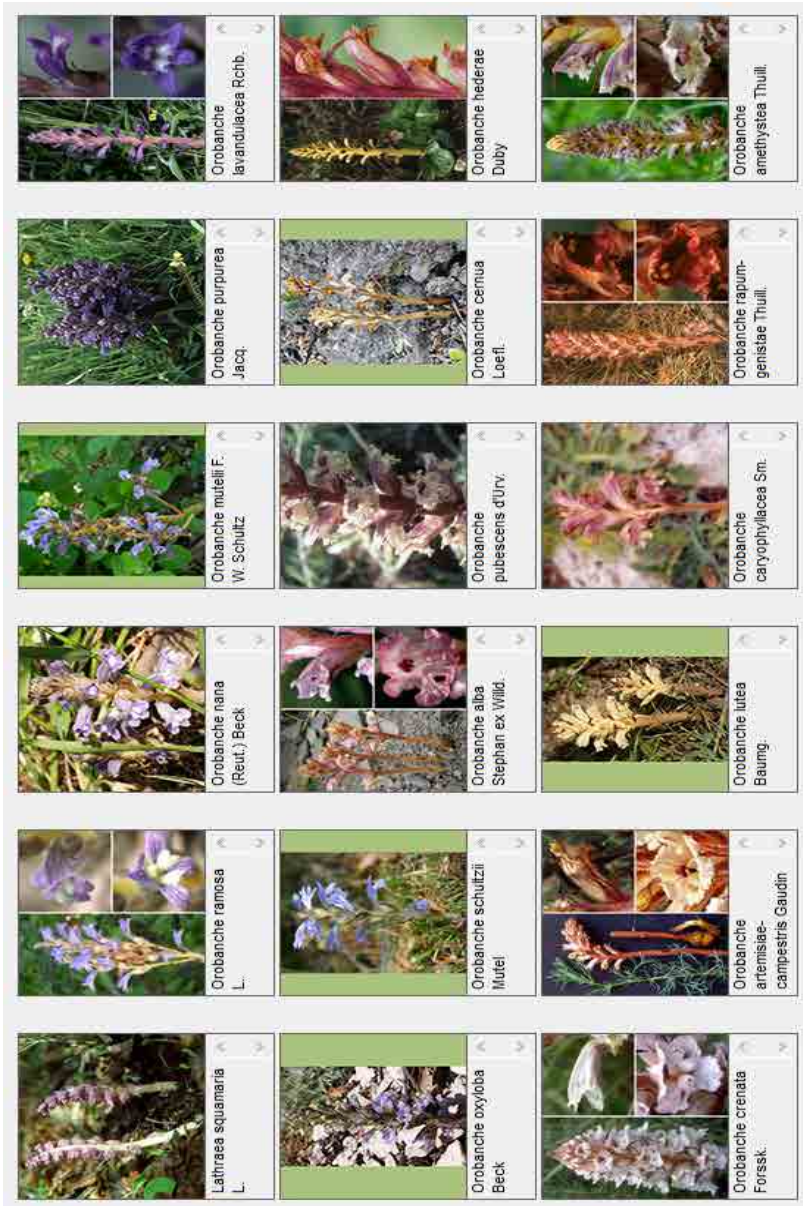 Lathraea squamaria
L.
Orobanche ramosa
L.
Orobanche nana
(Reut.) Beck
Orobanche mutelii F.
W. Schultz
Orobanche purpurea
Jacq.
Orobanche
lavandulacea Rchb.
Orobanche oxyloba
Beck
Orobanche schultzii
Mutel
Orobanche alba
Stephan ex Willd.
Orobanche
pubescens d'Urv.
Orobanche cernua
Loefl.
Orobanche hederae
Duby
Orobanche crenata
Forssk.
Orobanche
artemisiae-
campestris Gaudin
Orobanche lutea
Baumg.
Orobanche
caryophyllacea Sm.
Orobanche rapum-
genistae Thuill.
Orobanche
amethystea Thuill.